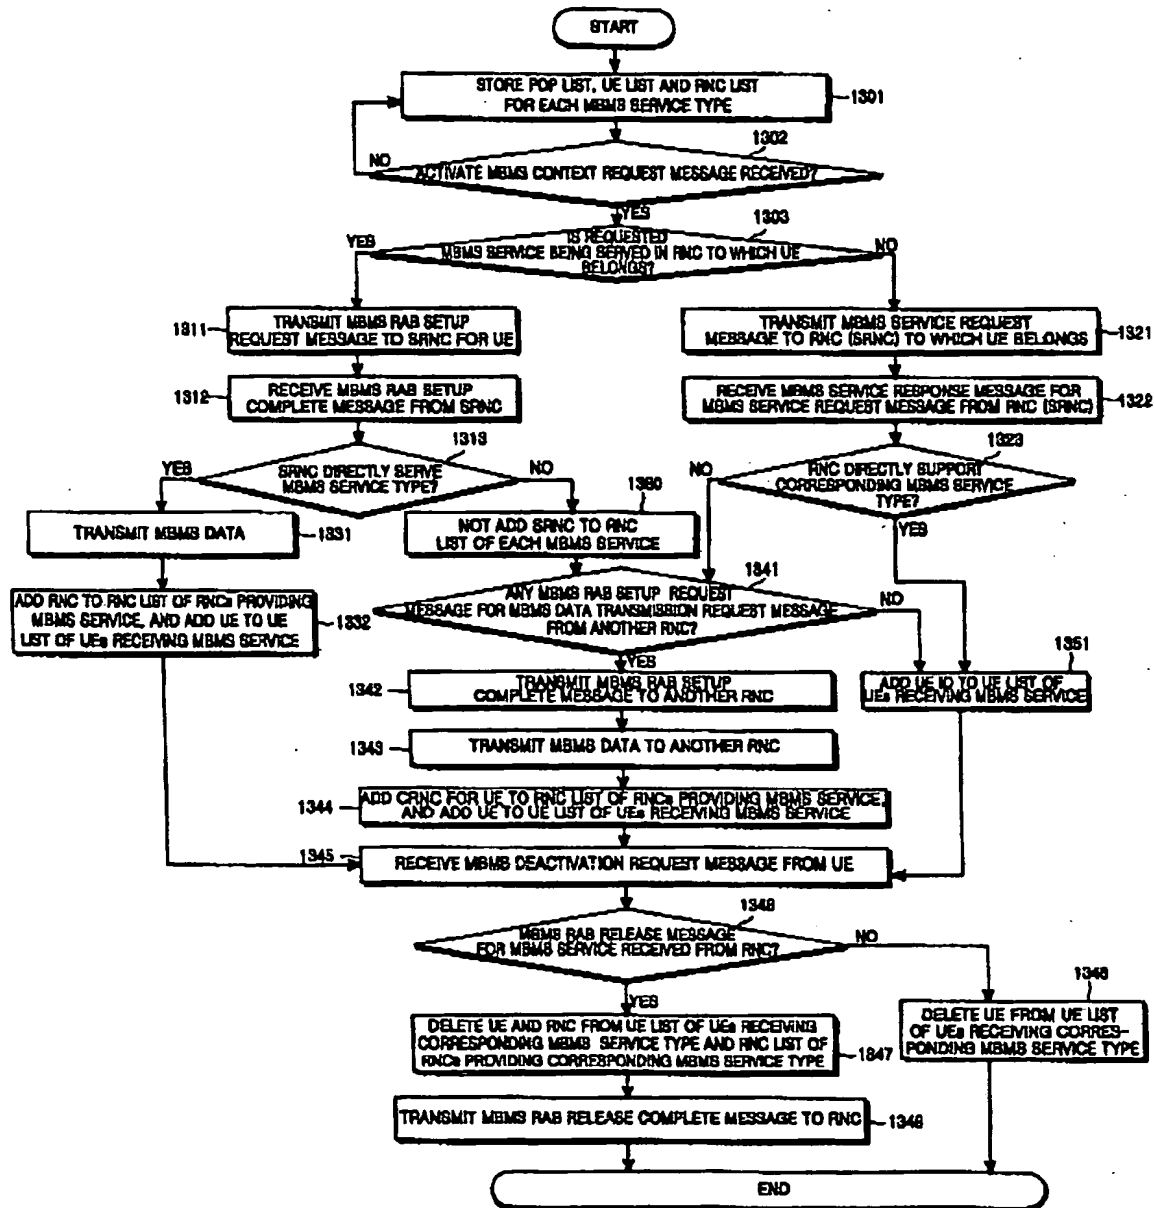 START
STORE POP LIST, UE LIST AND RNC LIST
FOR EACH MBMS SERVICE TYPE
1301
1302
NO
ACTIVATE MBMS CONTEXT REQUEST MESSAGE RECEIVED?
YES
1303
YES
IS REQUESTED
MBMS SERVICE BEING SERVED IN RNC TO WHICH UE
BELONGS?
NO
1311
TRANSMIT MBMS RAB SETUP
REQUEST MESSAGE TO SRNC FOR UE
TRANSMIT MBMS SERVICE REQUEST
MESSAGE TO RNC (SRNC) TO WHICH UE BELONGS
1321
1312
RECEIVE MBMS RAB SETUP
COMPLETE MESSAGE FROM SRNC
RECEIVE MBMS SERVICE RESPONSE MESSAGE FOR
MBMS SERVICE REQUEST MESSAGE FROM RNC (SRNC)
1322
1313
YES
SRNC DIRECTLY SERVE
MBMS SERVICE TYPE?
NO
1323
NO
RNC DIRECTLY SUPPORT
CORRESPONDING MBMS SERVICE
TYPE?
YES
TRANSMIT MBMS DATA
1331
1360
NOT ADD SRNC TO RNC
LIST OF EACH MBMS SERVICE
ADD RNC TO RNC LIST OF RNCs PROVIDING
MBMS SERVICE, AND ADD UE TO UE
LIST OF UEs RECEIVING MBMS SERVICE
1332
1341
ANY MBMS RAB SETUP REQUEST
MESSAGE FOR MBMS DATA TRANSMISSION REQUEST MESSAGE
FROM ANOTHER RNC?
NO
YES
1351
ADD UE ID TO UE LIST OF
UEs RECEIVING MBMS SERVICE
1342
TRANSMIT MBMS RAB SETUP
COMPLETE MESSAGE TO ANOTHER RNC
1343
TRANSMIT MBMS DATA TO ANOTHER RNC
1344
ADD CRNC FOR UE TO RNC LIST OF RNCs PROVIDING MBMS SERVICE,
AND ADD UE TO UE LIST OF UEs RECEIVING MBMS SERVICE
1345
RECEIVE MBMS DEACTIVATION REQUEST MESSAGE FROM UE
1346
MBMS RAB RELEASE MESSAGE
FOR MBMS SERVICE RECEIVED FROM RNC?
NO
YES
DELETE UE AND RNC FROM UE LIST OF UEs RECEIVING
CORRESPONDING MBMS SERVICE TYPE AND RNC LIST OF
RNCs PROVIDING CORRESPONDING MBMS SERVICE TYPE
1347
DELETE UE FROM UE LIST
OF UEs RECEIVING CORRES-
PONDING MBMS SERVICE TYPE
TRANSMIT MBMS RAB RELEASE COMPLETE MESSAGE TO RNC
END